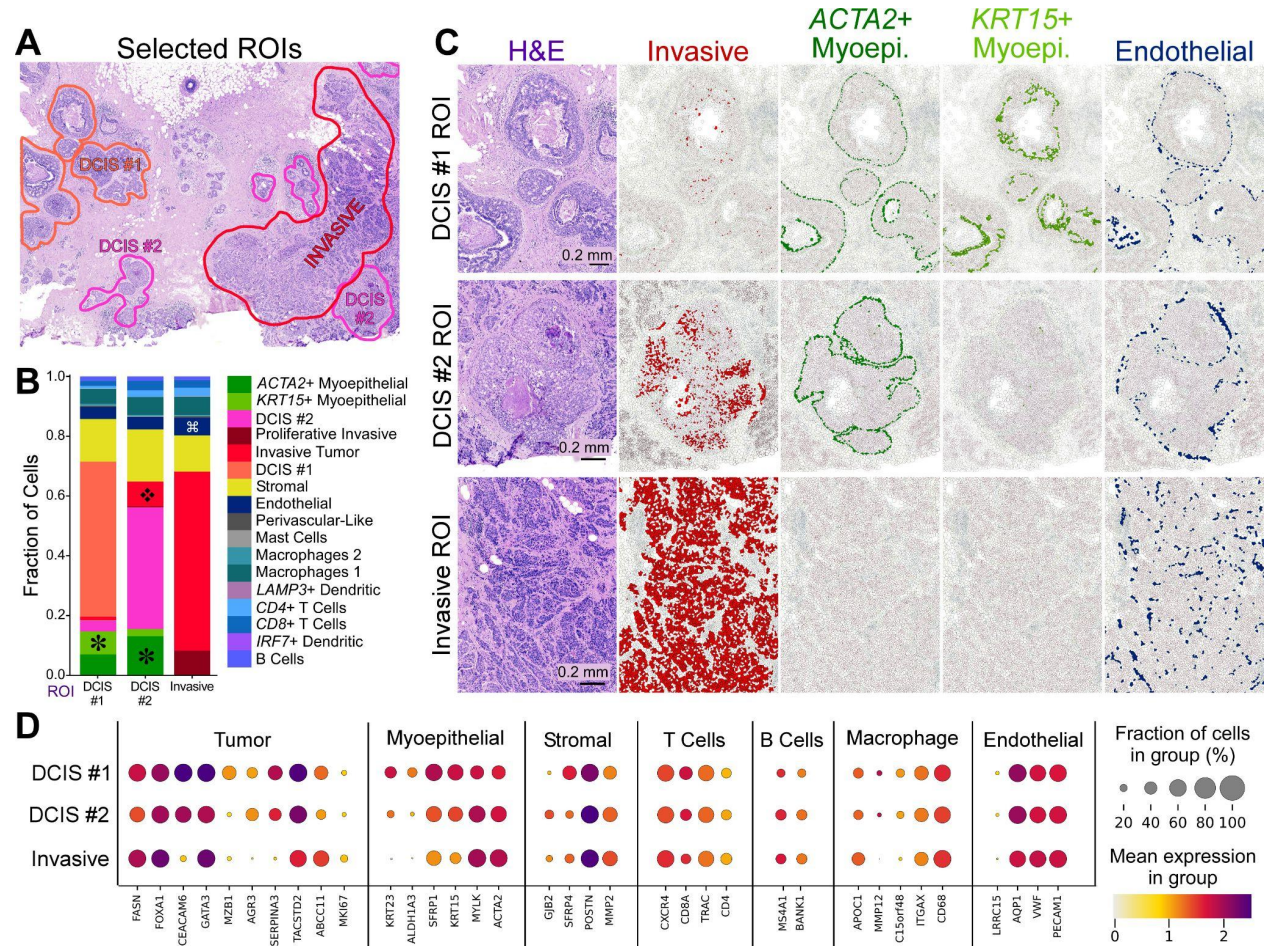 A
Selected ROIs
DCIS #1
INVASIVE
DCIS #2
DCIS
#2
B
1.0
0.8
0.6
0.4
0.2
0.0
Fraction of Cells
⌘
❖
*
*
ROI
DCIS
#1
DCIS
#2
Invasive
ACTA2+ Myoepithelial
KRT15+ Myoepithelial
DCIS #2
Proliferative Invasive
Invasive Tumor
DCIS #1
Stromal
Endothelial
Perivascular-Like
Mast Cells
Macrophages 2
Macrophages 1
LAMP3+ Dendritic
CD4+ T Cells
CD8+ T Cells
IRF7+ Dendritic
B Cells
C
H&E
Invasive
ACTA2+
Myoepi.
KRT15+
Myoepi.
Endothelial
DCIS #1 ROI
0.2 mm
DCIS #2 ROI
0.2 mm
Invasive ROI
0.2 mm
D
Tumor
Myoepithelial
Stromal
T Cells
B Cells
Macrophage
Endothelial
DCIS #1
DCIS #2
Invasive
FASN
FOXA1
CEACAM6
GATA3
MZB1
AGR3
SERPINA3
TACSTD2
ABCC11
MKI67
KRT23
ALDH1A3
SFRP1
KRT15
MYLK
ACTA2
GJB2
SFRP4
POSTN
MMP2
CXCR4
CD8A
TRAC
CD4
MS4A1
BANK1
APOC1
MMP12
C15orf48
ITGAX
CD68
LRRC15
AQP1
VWF
PECAM1
Fraction of cells
in group (%)
20 40 60 80 100
Mean expression
in group
0 1 2